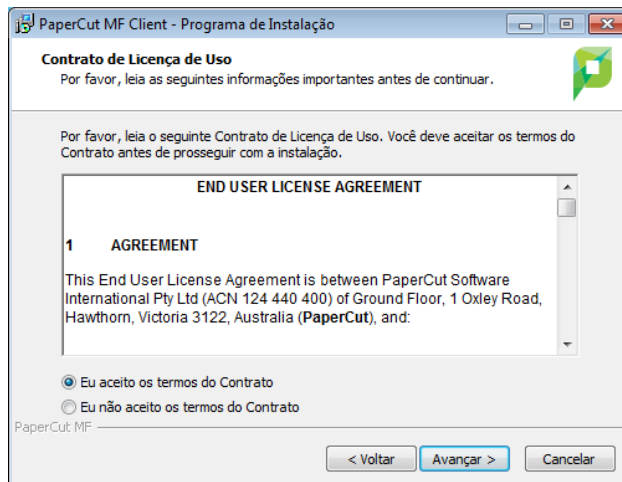 PaperCut MF Client - Programa de Instalação
Contrato de Licença de Uso
Por favor, leia as seguintes informações importantes antes de continuar.
Por favor, leia o seguinte Contrato de Licença de Uso. Você deve aceitar os termos do
Contrato antes de prosseguir com a instalação.
END USER LICENSE AGREEMENT
1 AGREEMENT
This End User License Agreement is between PaperCut Software
International Pty Ltd (ACN 124 440 400) of Ground Floor, 1 Oxley Road,
Hawthorn, Victoria 3122, Australia (PaperCut), and:
Eu aceito os termos do Contrato
Eu não aceito os termos do Contrato
PaperCut MF
< Voltar Avançar > Cancelar